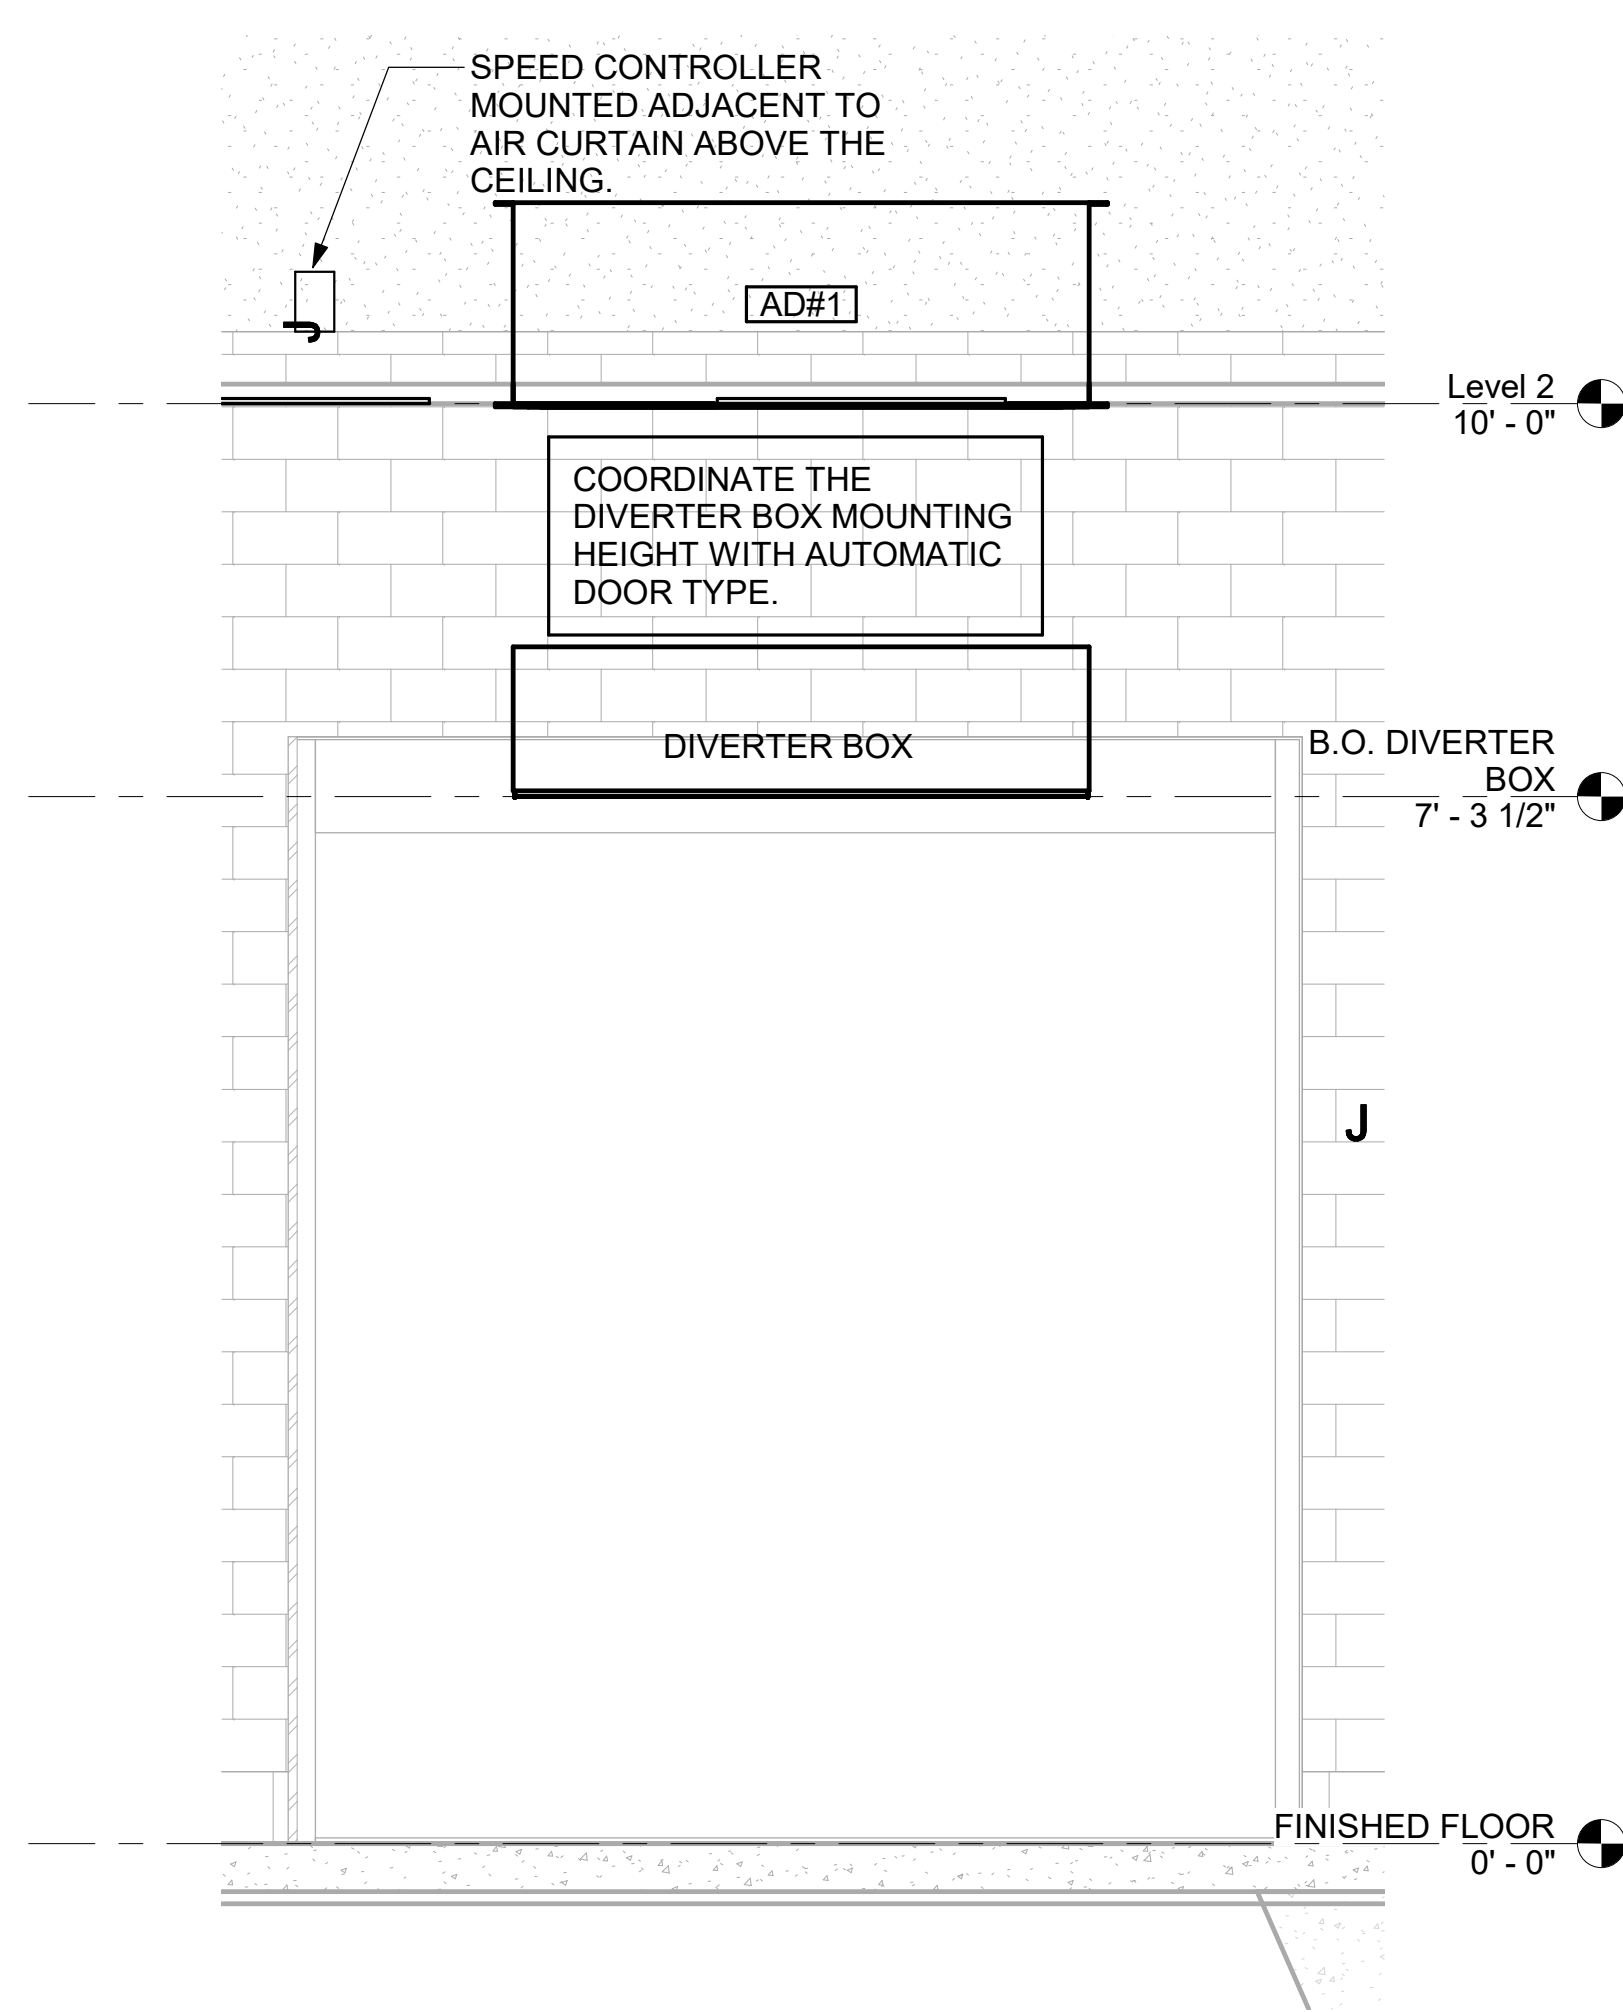 SPEED CONTROLLER
MOUNTED ADJACENT TO
AIR CURTAIN ABOVE THE
CEILING.
AD#1
J
Level 2
10' - 0"
COORDINATE THE
DIVERTER BOX MOUNTING
HEIGHT WITH AUTOMATIC
DOOR TYPE.
DIVERTER BOX
B.O. DIVERTER
BOX
7' - 3 1/2"
J
FINISHED FLOOR
0' - 0"